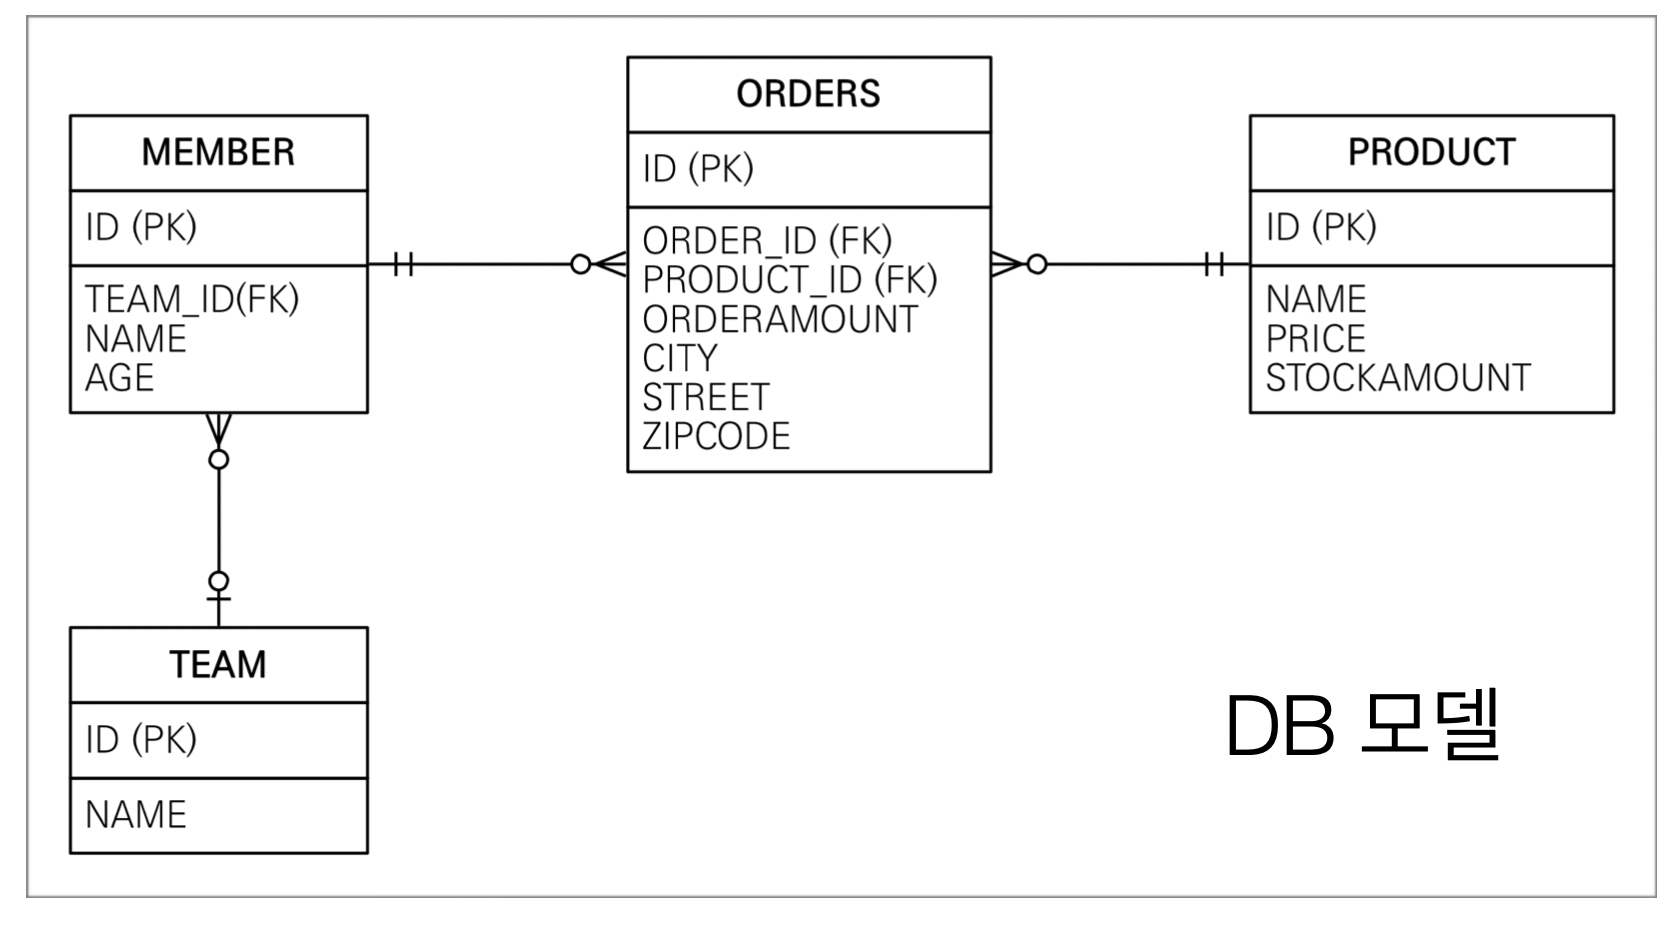 MEMBER
ID (PK)
TEAM_ID(FK)
NAME
AGE
ORDERS
ID (PK)
ORDER_ID (FK)
PRODUCT_ID (FK)
ORDERAMOUNT
CITY
STREET
ZIPCODE
PRODUCT
ID (PK)
NAME
PRICE
STOCKAMOUNT
TEAM
ID (PK)
NAME
DB 모델